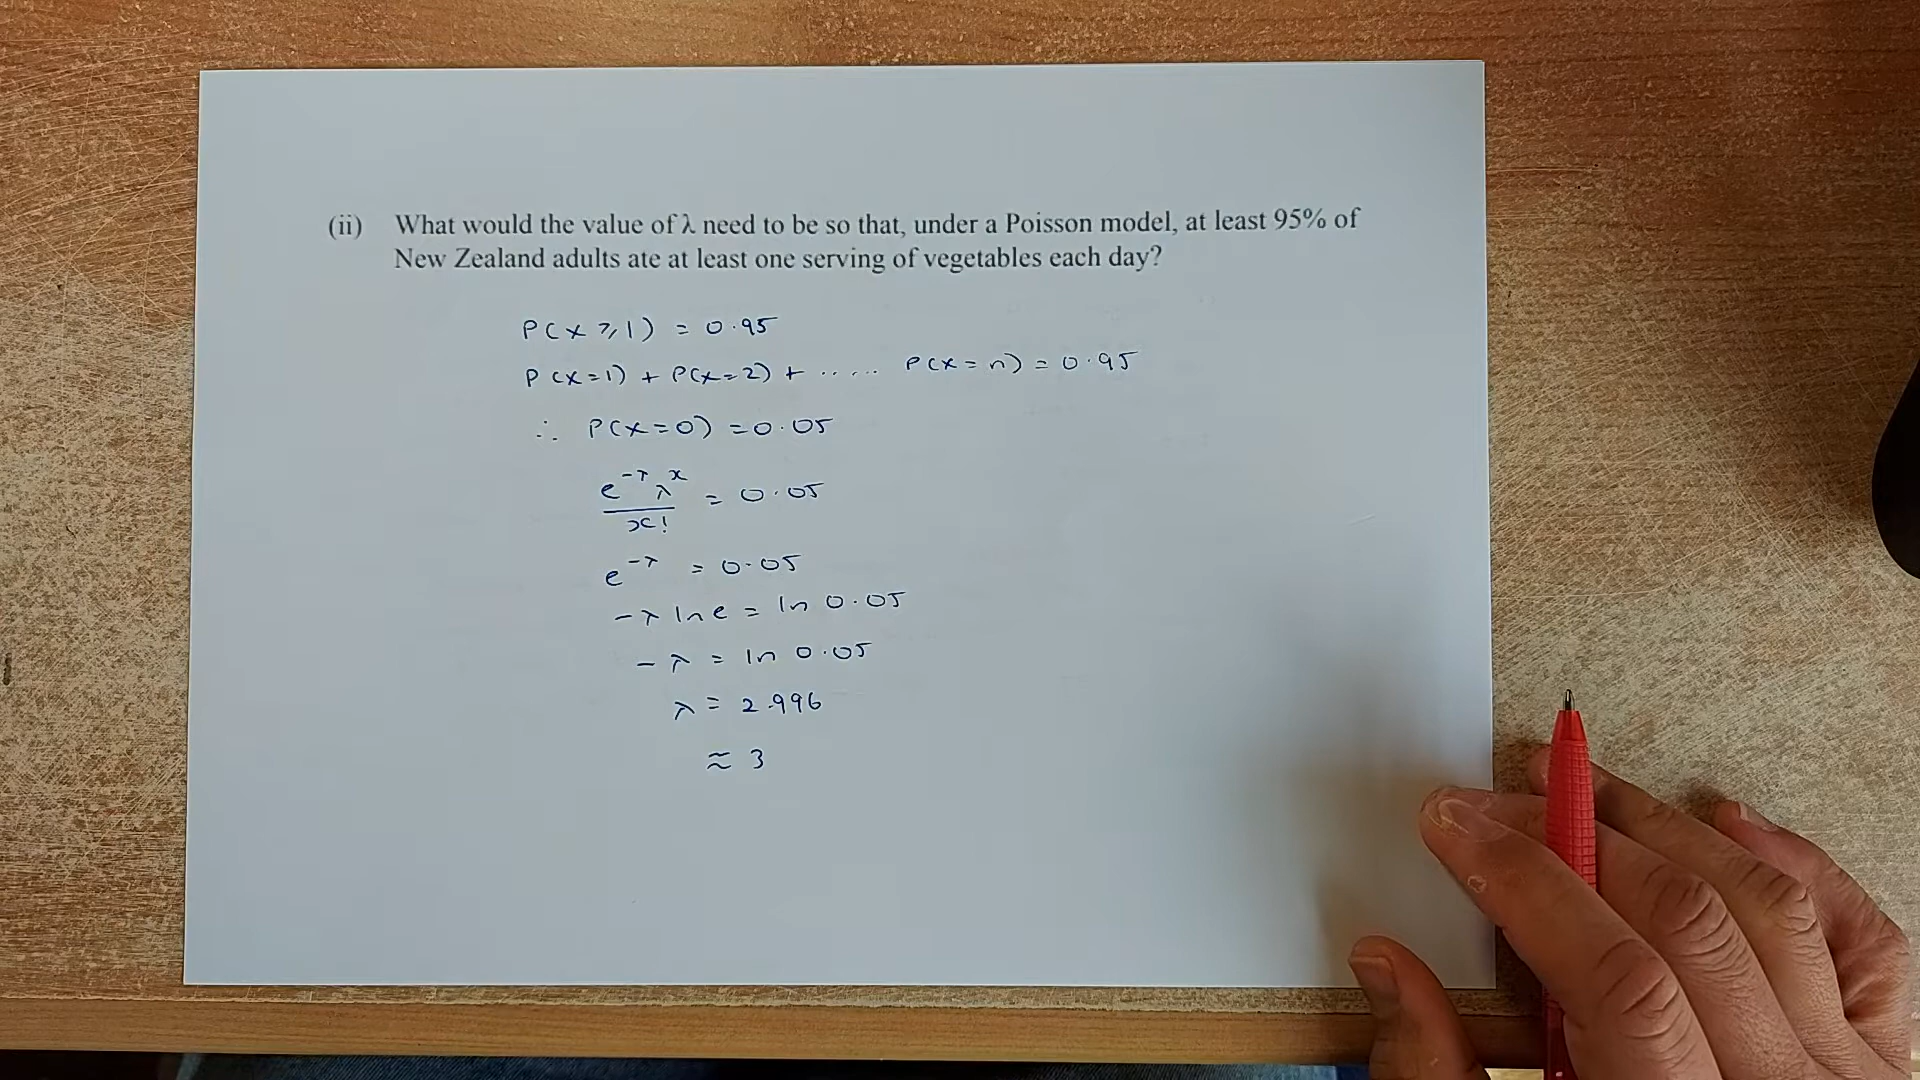 (ii) What would the value of λ need to be so that, under a Poisson model, at least 95% of
New Zealand adults ate at least one serving of vegetables each day?
P(x ≥ 1) = 0.95
P(x=1) + P(x=2) + ..... P(x=n) = 0.95
∴ P(x=0) = 0.05
e^-λ λ^x / x! = 0.05
e^-λ = 0.05
-λ ln e = ln 0.05
-λ = ln 0.05
λ = 2.996
≈ 3